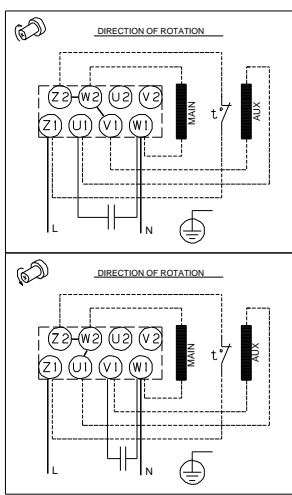 DIRECTION OF ROTATION
Z2 W2 U2 V2
Z1 U1 V1 W1
MAIN
t°
AUX
L
N
DIRECTION OF ROTATION
Z2 W2 U2 V2
Z1 U1 V1 W1
MAIN
t°
AUX
L
N